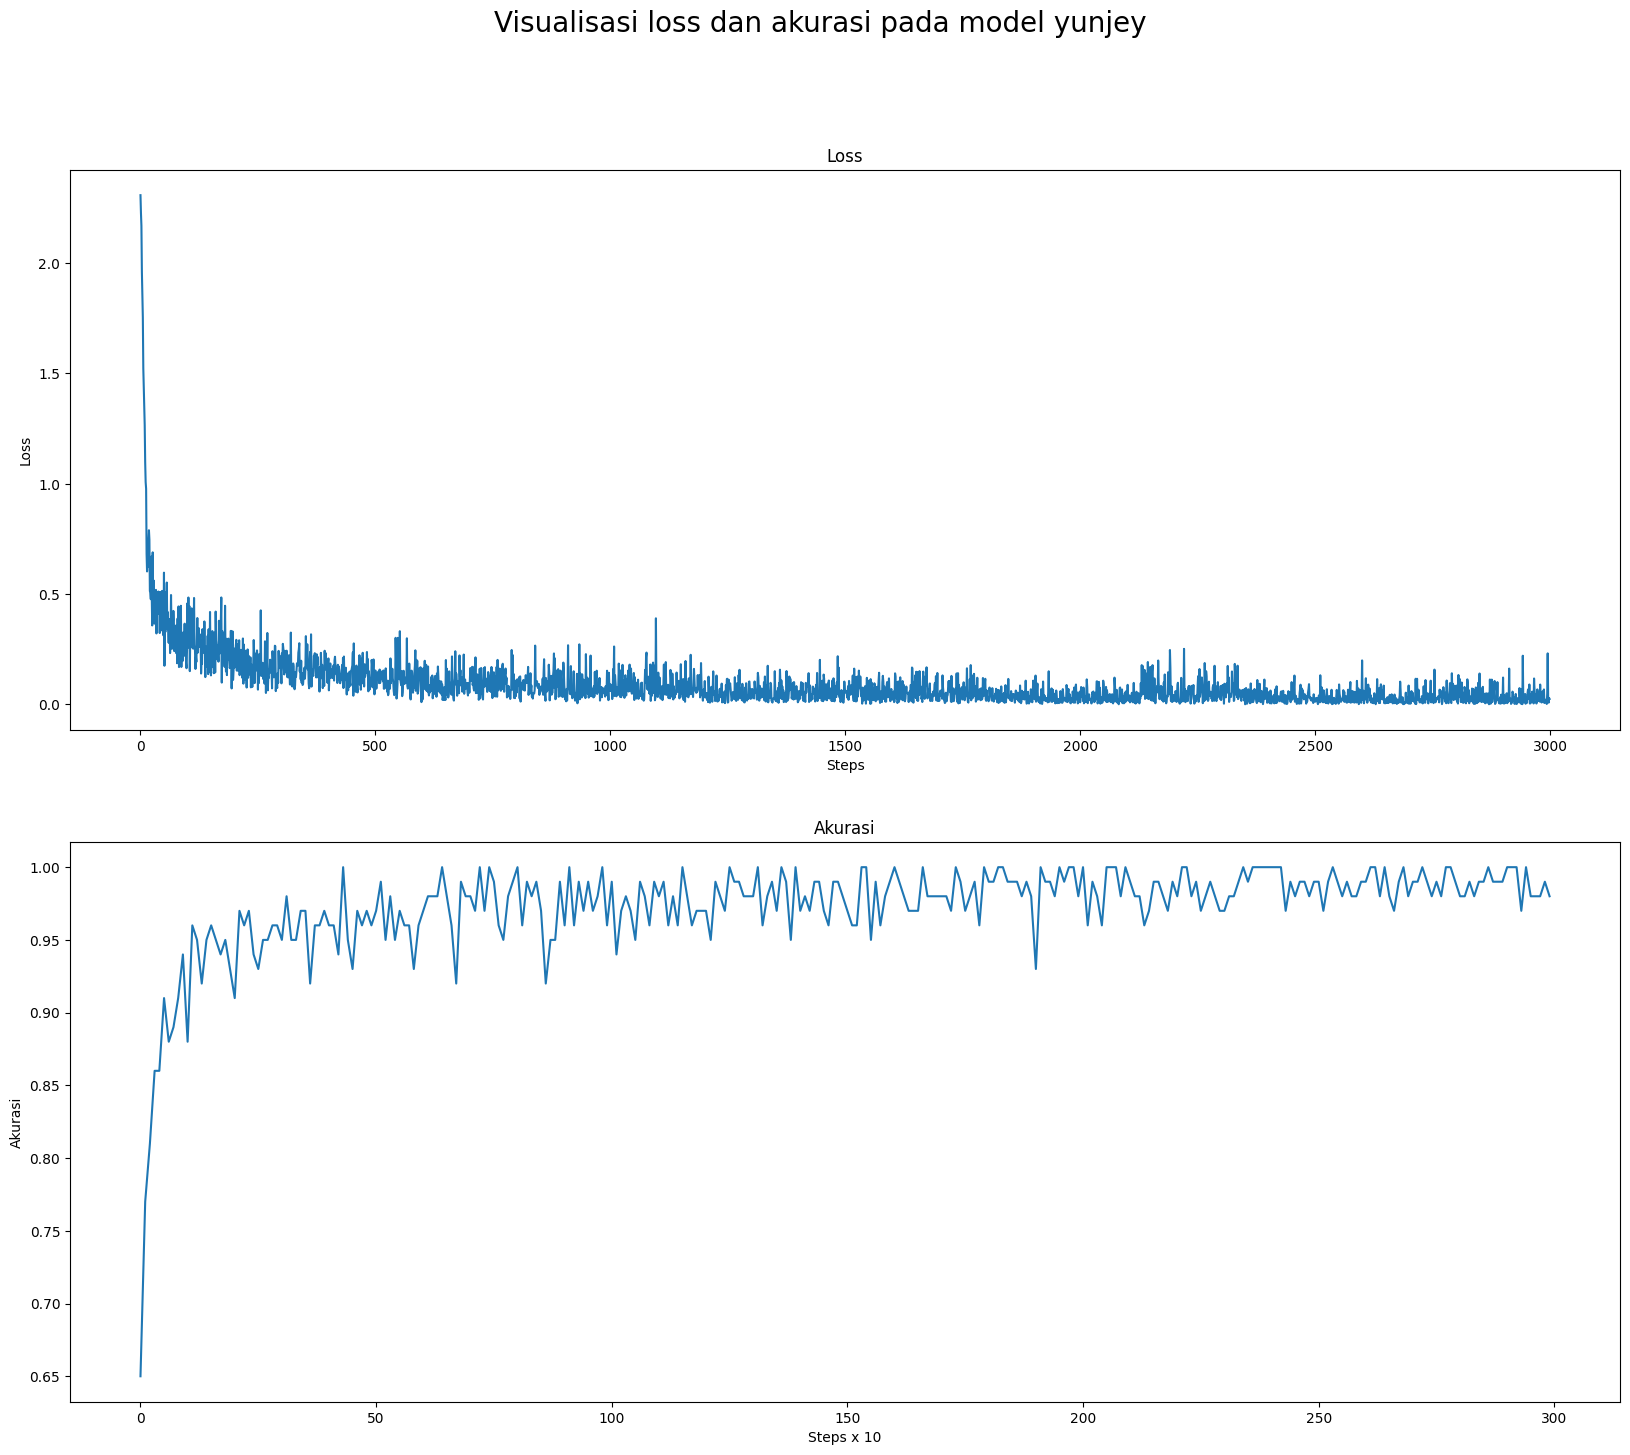 Visualisasi loss dan akurasi pada model yunjey
Loss
2.0
1.5
1.0
0.5
0.0
Loss
0 500 1000 1500 2000 2500 3000
Steps
Akurasi
1.00
0.95
0.90
0.85
0.80
0.75
0.70
0.65
Akurasi
0 50 100 150 200 250 300
Steps x 10